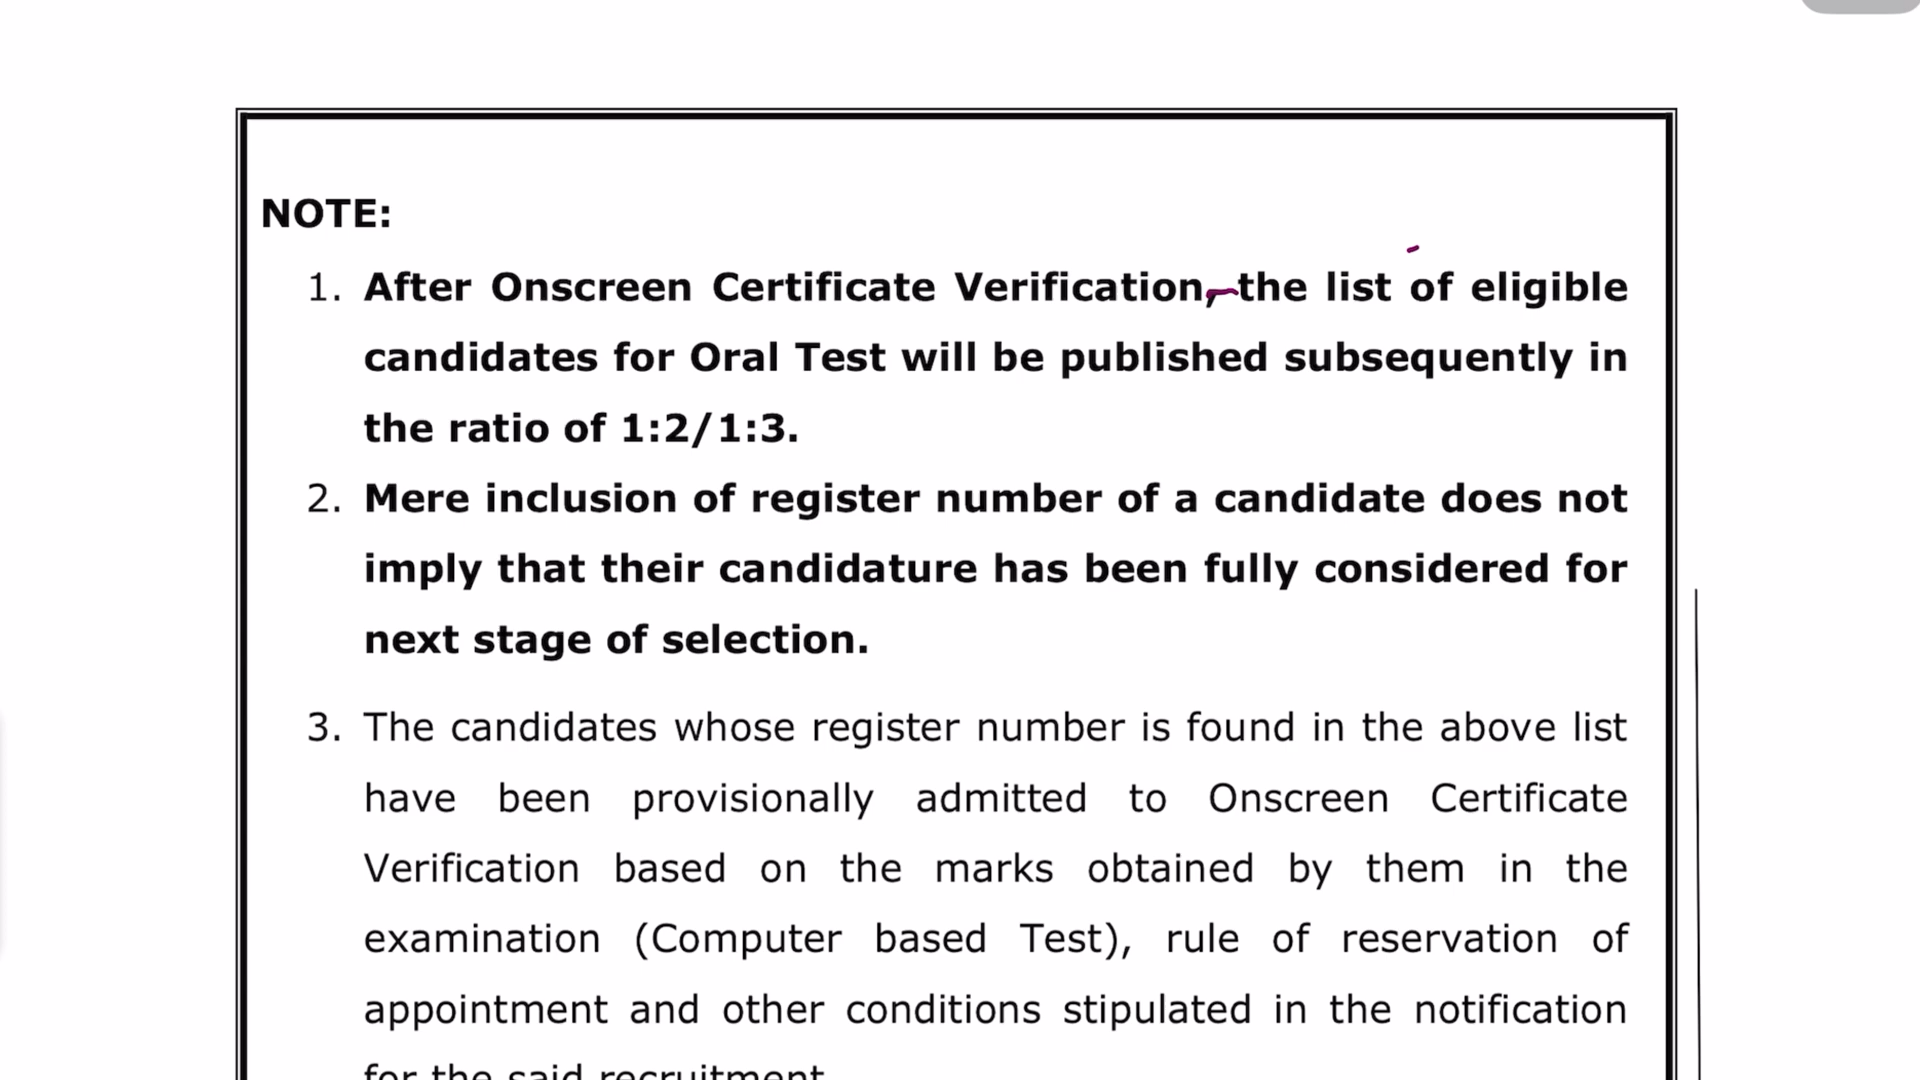 NOTE:
1. After Onscreen Certificate Verification, the list of eligible
candidates for Oral Test will be published subsequently in
the ratio of 1:2/1:3.
2. Mere inclusion of register number of a candidate does not
imply that their candidature has been fully considered for
next stage of selection.
3. The candidates whose register number is found in the above list
have been provisionally admitted to Onscreen Certificate
Verification based on the marks obtained by them in the
examination (Computer based Test), rule of reservation of
appointment and other conditions stipulated in the notification
for the said recruitment